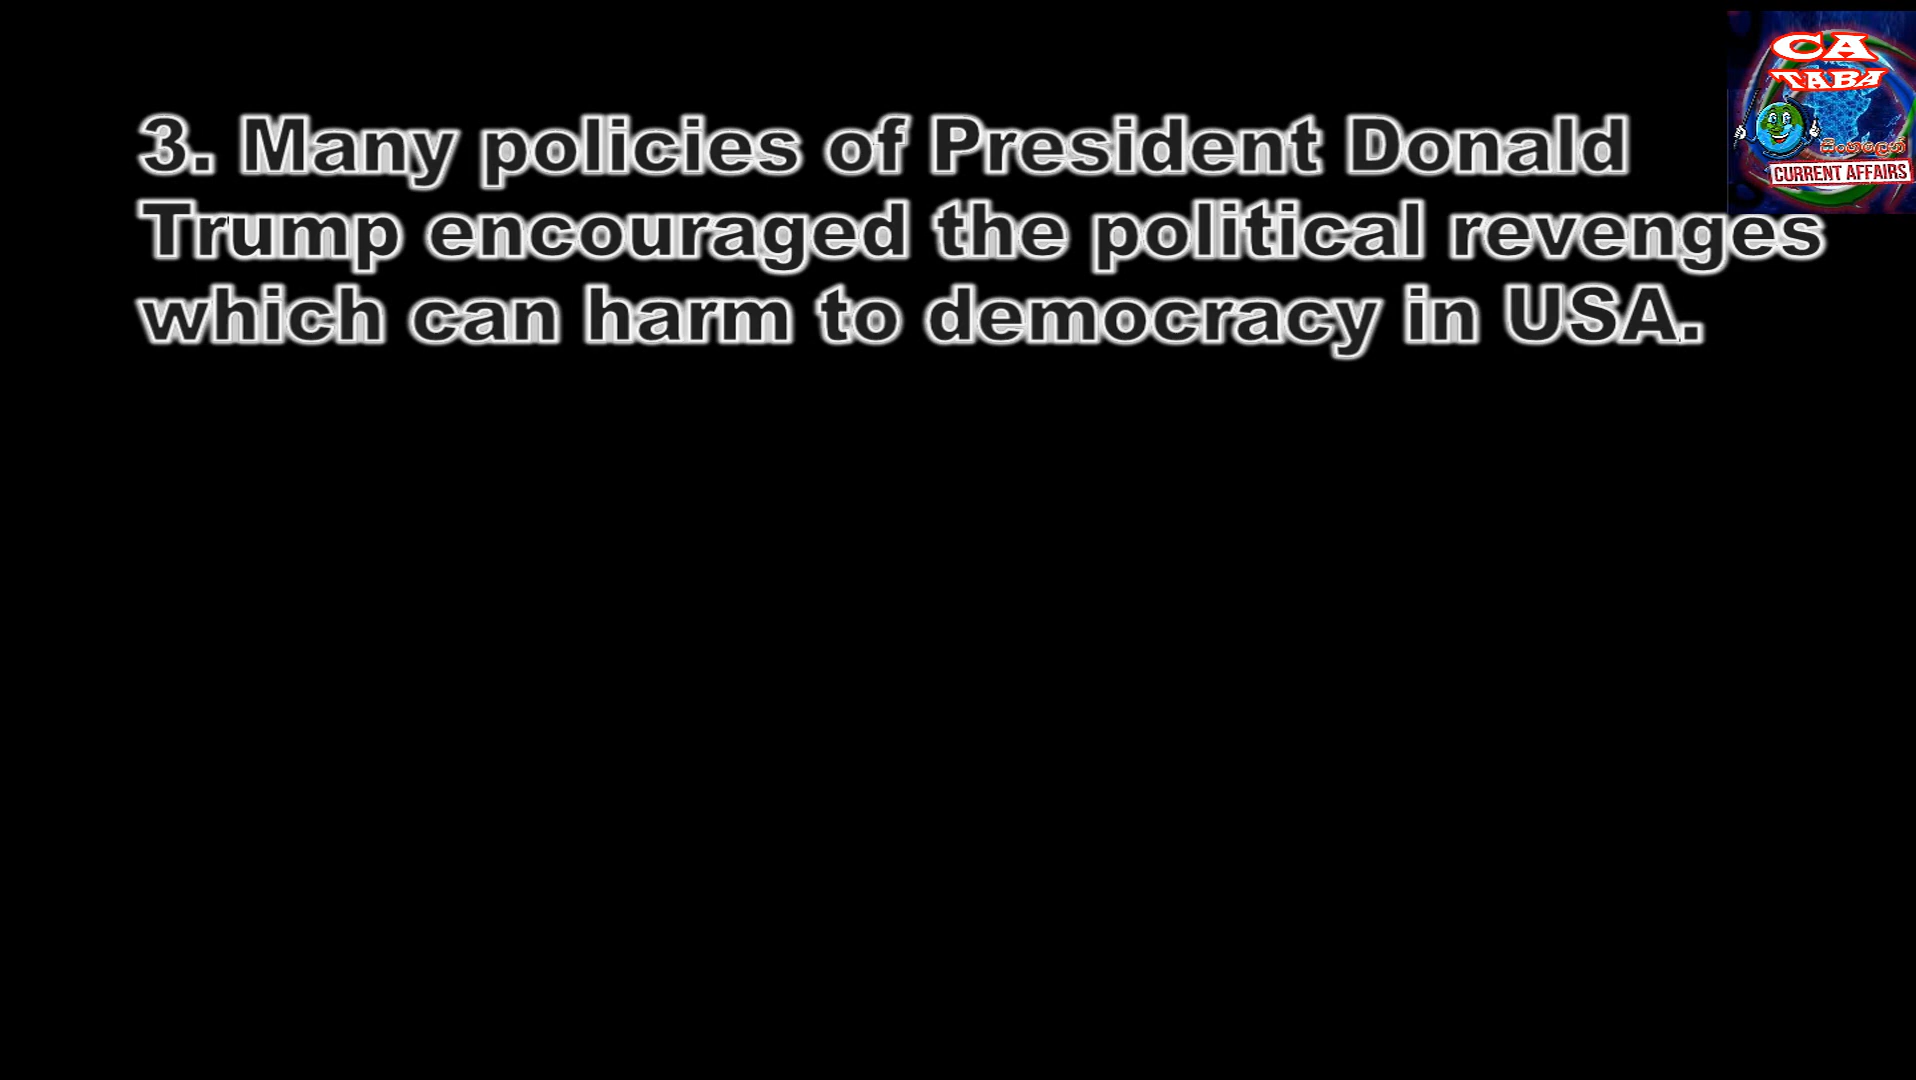 CA
TABA
සිංහලෙන්
CURRENT AFFAIRS
3. Many policies of President Donald
Trump encouraged the political revenges
which can harm to democracy in USA.